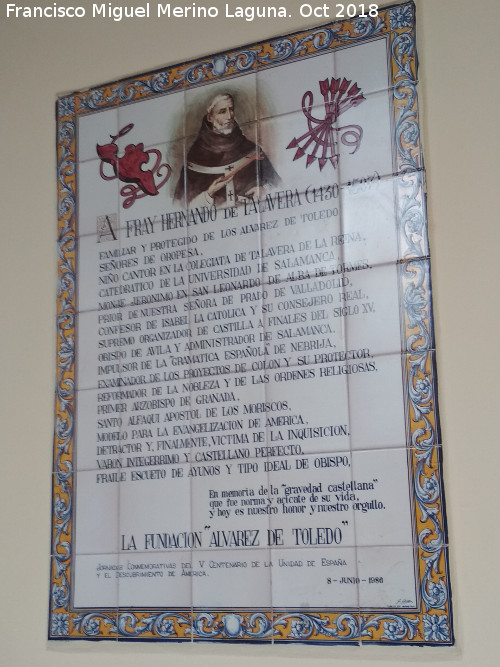 Francisco Miguel Merino Laguna. Oct 2018
A FRAY HERNANDO DE TALAVERA (1430-1507)
FAMILIAR Y PROTEGIDO DE LOS ALVAREZ DE TOLEDO
SEÑORES DE OROPESA,
NIÑO CANTOR EN LA COLEGIATA DE TALAVERA DE LA REINA,
CATEDRATICO DE LA UNIVERSIDAD DE SALAMANCA,
MONJE JERONIMO EN SAN LEONARDO DE ALBA DE TORMES,
PRIOR DE NUESTRA SEÑORA DE PRADO DE VALLADOLID,
CONFESOR DE ISABEL LA CATOLICA Y SU CONSEJERO REAL,
SUPREMO ORGANIZADOR DE CASTILLA A FINALES DEL SIGLO XV,
OBISPO DE AVILA Y ADMINISTRADOR DE SALAMANCA,
IMPULSOR DE LA "GRAMATICA ESPAÑOLA" DE NEBRIJA,
EXAMINADOR DE LOS PROYECTOS DE COLON Y SU PROTECTOR,
REFORMADOR DE LA NOBLEZA Y DE LAS ORDENES RELIGIOSAS,
PRIMER ARZOBISPO DE GRANADA,
SANTO ALFAQUI APOSTOL DE LOS MORISCOS,
MODELO PARA LA EVANGELIZACION DE AMERICA,
DETRACTOR Y, FINALMENTE, VICTIMA DE LA INQUISICION,
VARON INTEGERRIMO Y CASTELLANO PERFECTO,
FRAILE ESCUETO DE AYUNOS Y TIPO IDEAL DE OBISPO,
En memoria de la "gravedad castellana"
que fue norma y acicate de su vida,
y hoy es nuestro honor y nuestro orgullo.
LA FUNDACION "ALVAREZ DE TOLEDO"
JORNADAS CONMEMORATIVAS DEL V CENTENARIO DE LA UNIDAD DE ESPAÑA
Y EL DESCUBRIMIENTO DE AMERICA.
8-JUNIO-1986